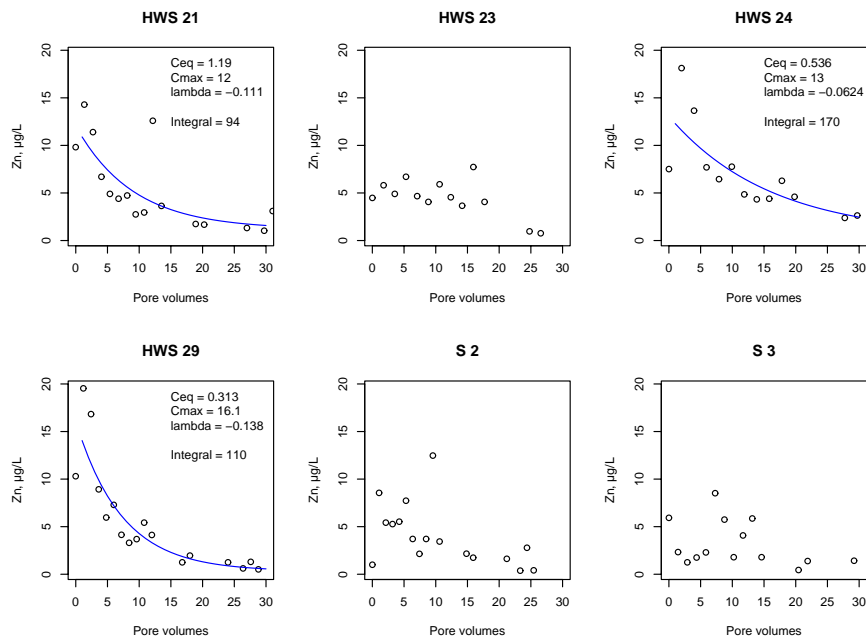 HWS 21
Ceq = 1.19
Cmax = 12
lambda = −0.111
Integral = 94
Zn, µg/L
20
15
10
5
0
0 5 10 15 20 25 30
Pore volumes
HWS 23
Zn, µg/L
20
15
10
5
0
0 5 10 15 20 25 30
Pore volumes
HWS 24
Ceq = 0.536
Cmax = 13
lambda = −0.0624
Integral = 170
Zn, µg/L
20
15
10
5
0
0 5 10 15 20 25 30
Pore volumes
HWS 29
Ceq = 0.313
Cmax = 16.1
lambda = −0.138
Integral = 110
Zn, µg/L
20
15
10
5
0
0 5 10 15 20 25 30
Pore volumes
S 2
Zn, µg/L
20
15
10
5
0
0 5 10 15 20 25 30
Pore volumes
S 3
Zn, µg/L
20
15
10
5
0
0 5 10 15 20 25 30
Pore volumes